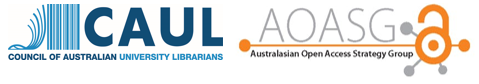 CAUL
COUNCIL OF AUSTRALIAN UNIVERSITY LIBRARIANS
AOASG
Australasian Open Access Strategy Group